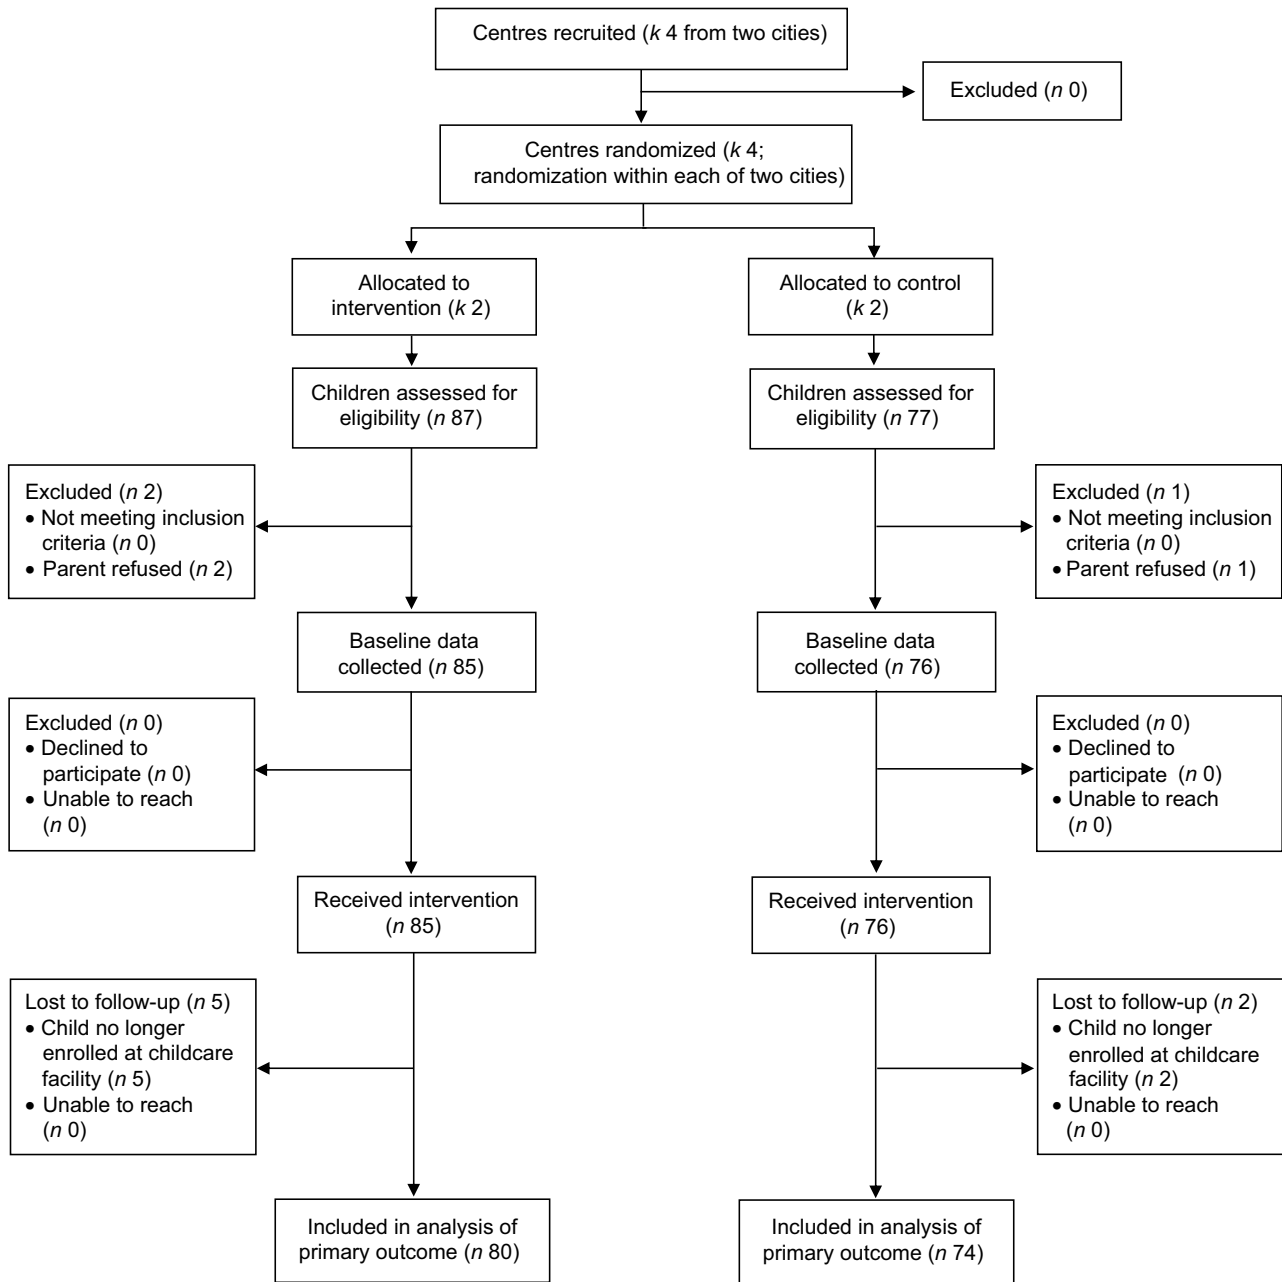 Centres recruited (k 4 from two cities)
Excluded (n 0)
Centres randomized (k 4;
randomization within each of two cities)
Allocated to
intervention (k 2)
Allocated to control
(k 2)
Children assessed for
eligibility (n 87)
Children assessed for
eligibility (n 77)
Excluded (n 2)
• Not meeting inclusion
criteria (n 0)
• Parent refused (n 2)
Excluded (n 1)
• Not meeting inclusion
criteria (n 0)
• Parent refused (n 1)
Baseline data
collected (n 85)
Baseline data
collected (n 76)
Excluded (n 0)
• Declined to
participate (n 0)
• Unable to reach
(n 0)
Excluded (n 0)
• Declined to
participate (n 0)
• Unable to reach
(n 0)
Received intervention
(n 85)
Received intervention
(n 76)
Lost to follow-up (n 5)
• Child no longer
enrolled at childcare
facility (n 5)
• Unable to reach
(n 0)
Lost to follow-up (n 2)
• Child no longer
enrolled at childcare
facility (n 2)
• Unable to reach
(n 0)
Included in analysis of
primary outcome (n 80)
Included in analysis of
primary outcome (n 74)